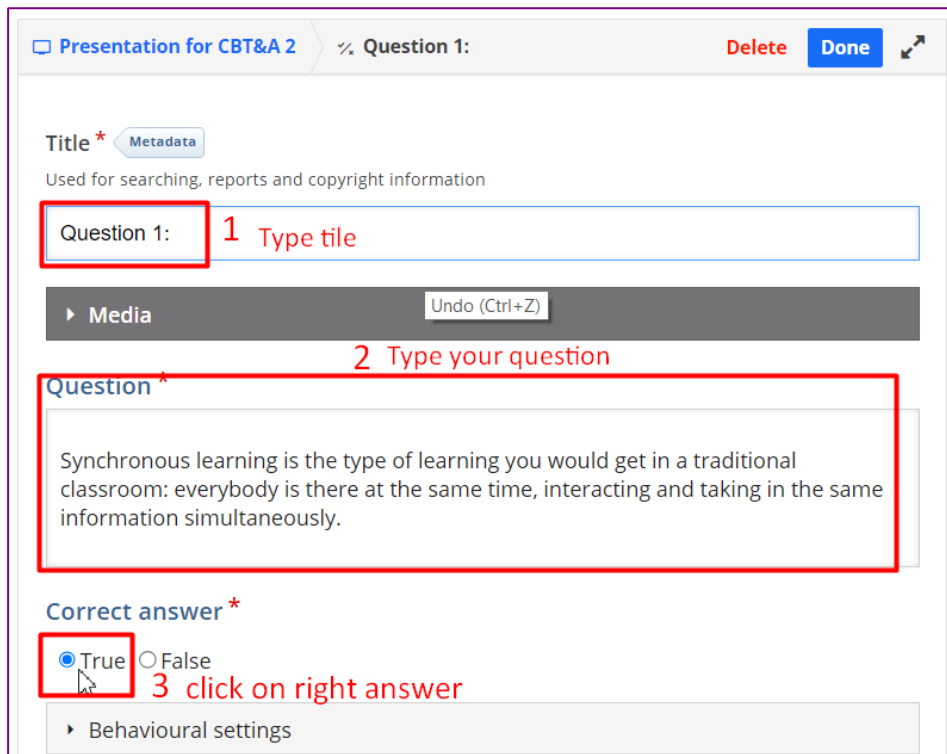 Presentation for CBT&A 2 Question 1: Delete Done
Title * Metadata
Used for searching, reports and copyright information
Question 1: 1 Type tile
Media Undo (Ctrl+Z)
2 Type your question
Question *
Synchronous learning is the type of learning you would get in a traditional
classroom: everybody is there at the same time, interacting and taking in the same
information simultaneously.
Correct answer *
True False
3 click on right answer
Behavioural settings